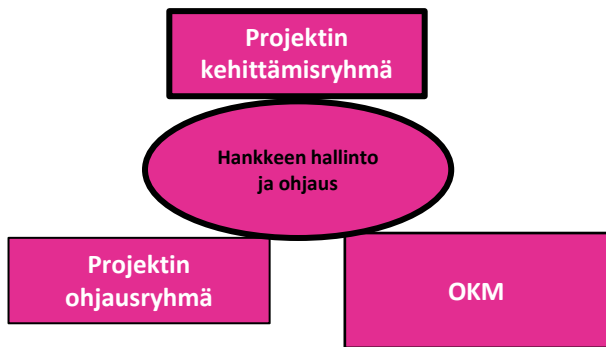 Projektin
kehittämisryhmä
Hankkeen hallinto
ja ohjaus
Projektin
ohjausryhmä
OKM